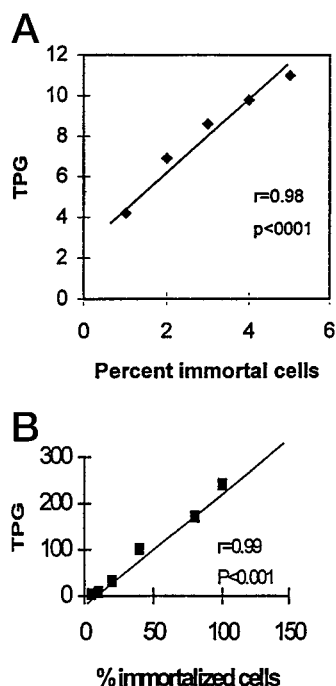 A
12
10
8
6
4
2
0
TPG
r=0.98
p<0001
0 2 4 6
Percent immortal cells
B
300
200
100
0
TPG
r=0.99
P<0.001
0 50 100 150
% immortalized cells